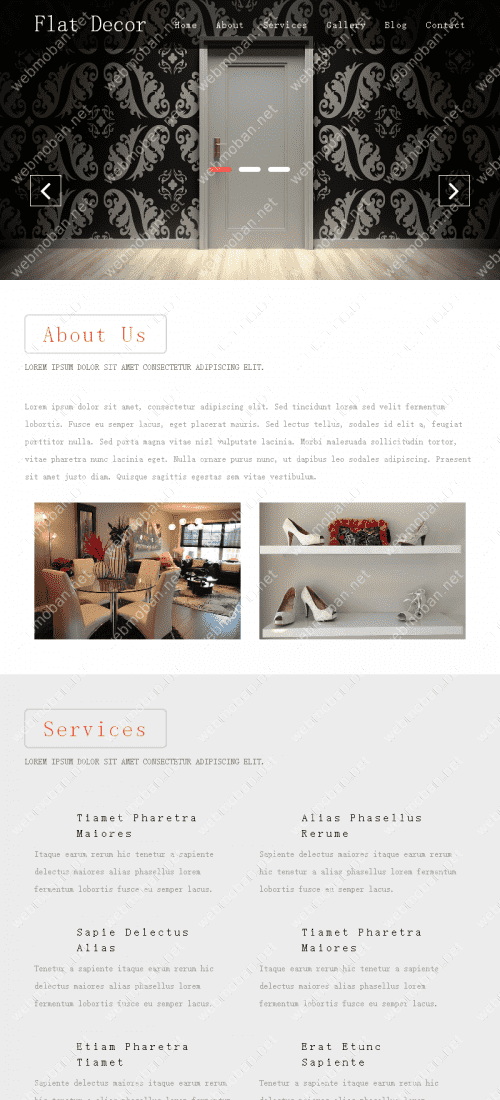 Flat Decor
Home About Services Gallery Blog Contact
About Us
LOREM IPSUM DOLOR SIT AMET CONSECTETUR ADIPISCING ELIT.
Lorem ipsum dolor sit amet, consectetur adipiscing elit. Sed tincidunt lorem sed velit fermentum
lobortis. Fusce eu semper lacus, eget placerat mauris. Sed lectus tellus, sodales id elit a, feugiat
porttitor nulla. Sed porta magna vitae nisl vulputate lacinia. Morbi malesuada sollicitudin tortor,
vitae pharetra nunc lacinia eget. Nulla ornare purus nunc, ut dapibus leo sodales adipiscing. Praesent
sit amet justo diam. Quisque sagittis egestas sem vitae vestibulum.
Services
LOREM IPSUM DOLOR SIT AMET CONSECTETUR ADIPISCING ELIT.
Tiamet Pharetra
Maiores
Itaque earum rerum hic tenetur a sapiente
delectus maiores alias phasellus lorem
fermentum lobortis fusce eu semper lacus.
Alias Phasellus
Rerume
Sapiente delectus maiores itaque earum rerum
hic tenetur a alias phasellus lorem fermentum
lobortis fusce eu semper lacus.
Sapie Delectus
Alias
Tenetur a sapiente itaque earum rerum hic
delectus maiores alias phasellus lorem
fermentum lobortis fusce eu semper lacus.
Tiamet Pharetra
Maiores
Itaque earum rerum hic tenetur a sapiente
delectus maiores alias phasellus lorem
fermentum lobortis fusce eu semper lacus.
Etiam Pharetra
Tiamet
Sapiente delectus maiores itaque earum rerum
Erat Etunc
Sapiente
Tenetur a sapiente itaque earum rerum hic
webmoban.net